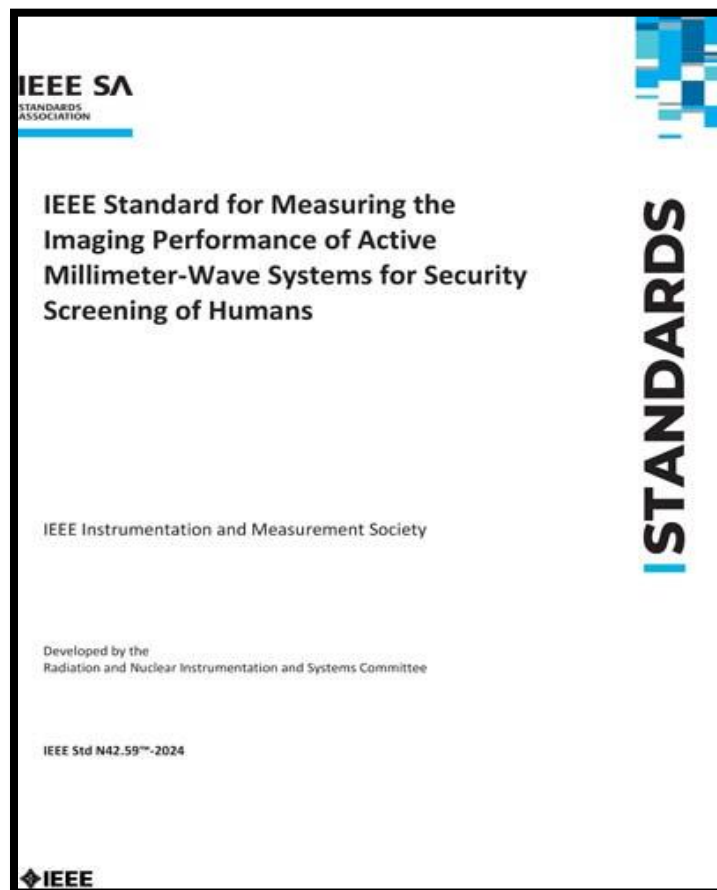 IEEE SA
STANDARDS
ASSOCIATION
IEEE Standard for Measuring the
Imaging Performance of Active
Millimeter-Wave Systems for Security
Screening of Humans
STANDARDS
IEEE Instrumentation and Measurement Society
Developed by the
Radiation and Nuclear Instrumentation and Systems Committee
IEEE Std N42.59™-2024
IEEE